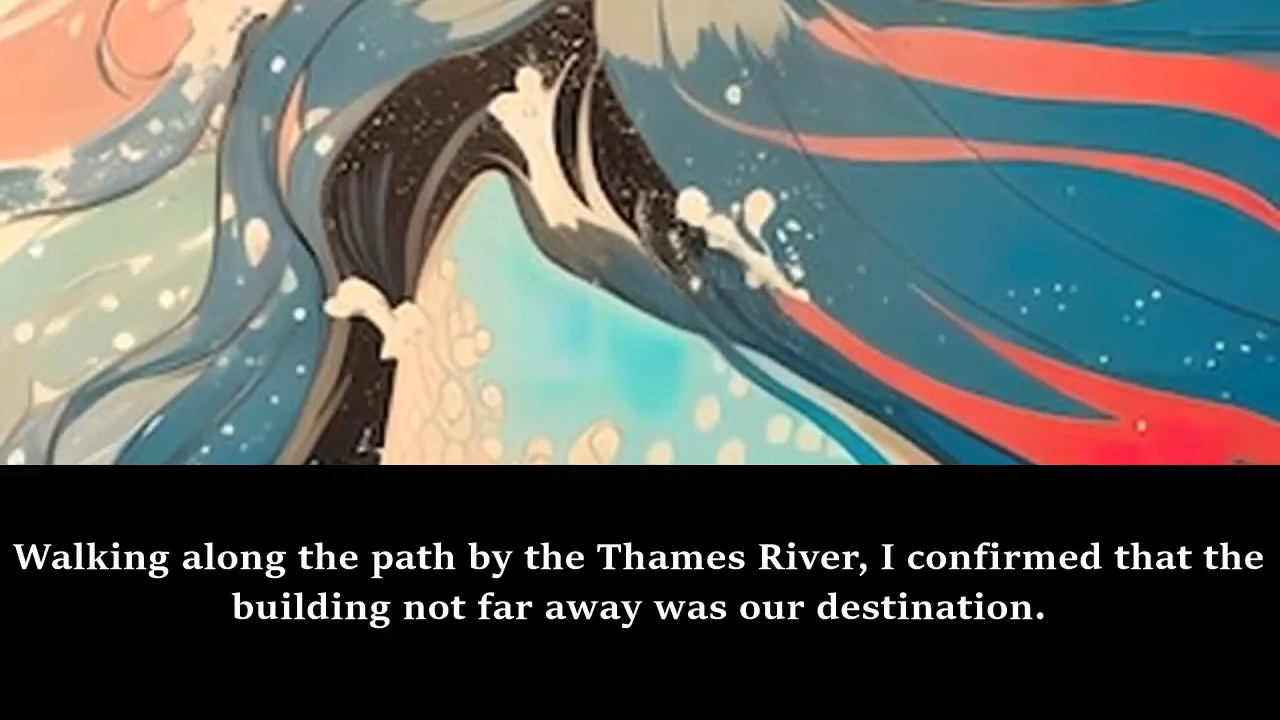 Walking along the path by the Thames River, I confirmed that the
building not far away was our destination.